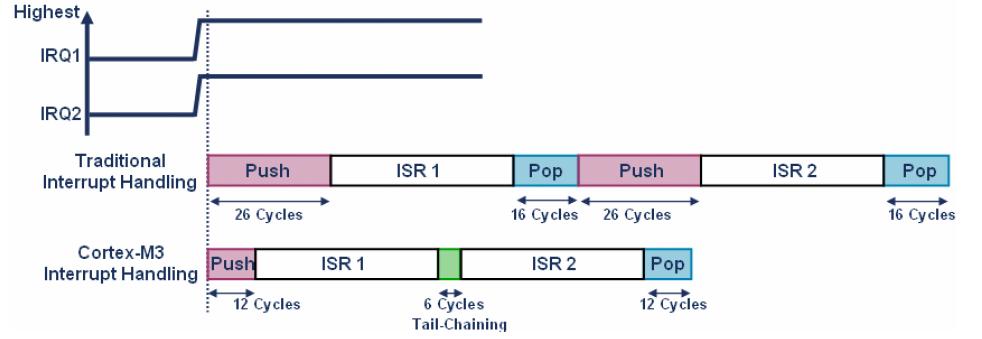 Highest
IRQ1
IRQ2
Traditional
Interrupt Handling
Push
ISR 1
Pop
Push
ISR 2
Pop
26 Cycles
16 Cycles
26 Cycles
16 Cycles
Cortex-M3
Interrupt Handling
Push
ISR 1
ISR 2
Pop
12 Cycles
6 Cycles
Tail-Chaining
12 Cycles